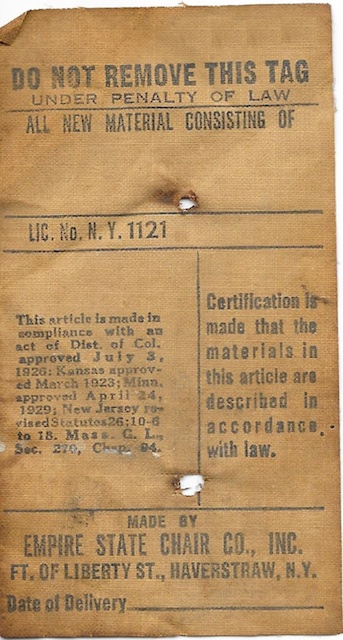 DO NOT REMOVE THIS TAG
UNDER PENALTY OF LAW
ALL NEW MATERIAL CONSISTING OF
LIC. No. N. Y. 1121
This article is made in
compliance with an
act of Dist. of Col.
approved July 3,
1926; Kansas approv-
ed March 1923; Minn.
approved April 24,
1929; New Jersey re-
vised Statutes 26;10-6
to 18. Mass. G. L.,
Sec. 270, Chap. 94.
Certification is
made that the
materials in
this article are
described in
accordance
with law.
MADE BY
EMPIRE STATE CHAIR CO., INC.
FT. OF LIBERTY ST., HAVERSTRAW, N.Y.
Date of Delivery